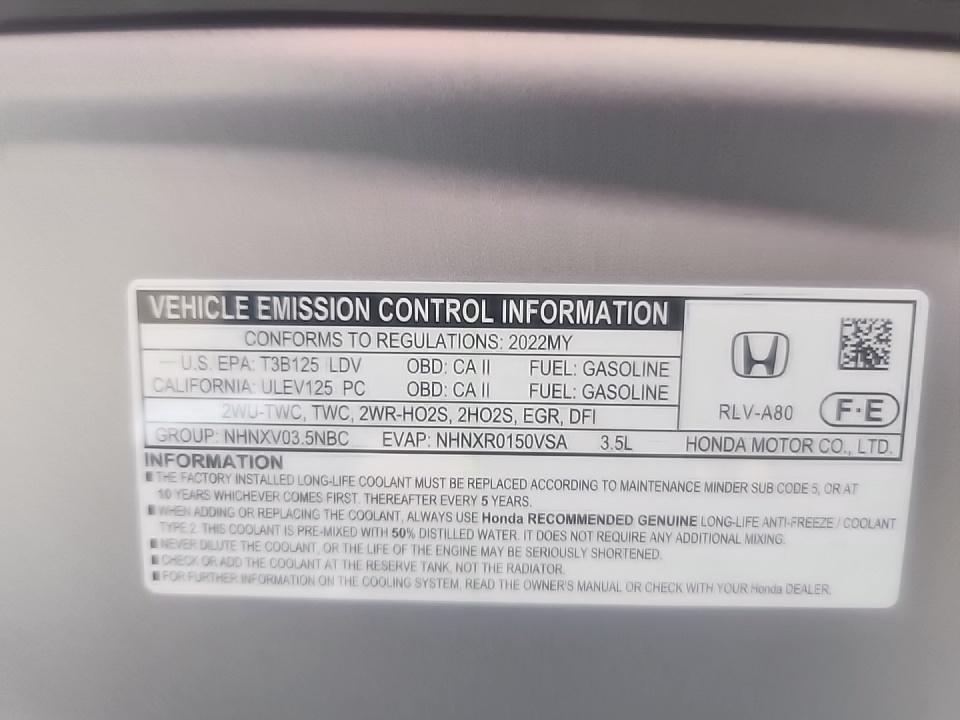 VEHICLE EMISSION CONTROL INFORMATION
CONFORMS TO REGULATIONS: 2022MY
U.S. EPA: T3B125 LDV OBD: CA II FUEL: GASOLINE
CALIFORNIA: ULEV125 PC OBD: CA II FUEL: GASOLINE
RLV-A80 F·E
2WU-TWC, TWC, 2WR-HO2S, 2HO2S, EGR, DFI
GROUP: NHNXV03.5NBC EVAP: NHNXR0150VSA 3.5L HONDA MOTOR CO., LTD.
INFORMATION
THE FACTORY INSTALLED LONG-LIFE COOLANT MUST BE REPLACED ACCORDING TO MAINTENANCE MINDER SUB CODE 5, OR AT
10 YEARS WHICHEVER COMES FIRST. THEREAFTER EVERY 5 YEARS.
WHEN ADDING OR REPLACING THE COOLANT, ALWAYS USE Honda RECOMMENDED GENUINE LONG-LIFE ANTI-FREEZE / COOLANT
TYPE 2. THIS COOLANT IS PRE-MIXED WITH 50% DISTILLED WATER. IT DOES NOT REQUIRE ANY ADDITIONAL MIXING.
NEVER DILUTE THE COOLANT, OR THE LIFE OF THE ENGINE MAY BE SERIOUSLY SHORTENED.
CHECK OR ADD THE COOLANT AT THE RESERVE TANK, NOT THE RADIATOR.
FOR FURTHER INFORMATION ON THE COOLING SYSTEM, READ THE OWNER'S MANUAL OR CHECK WITH YOUR Honda DEALER.